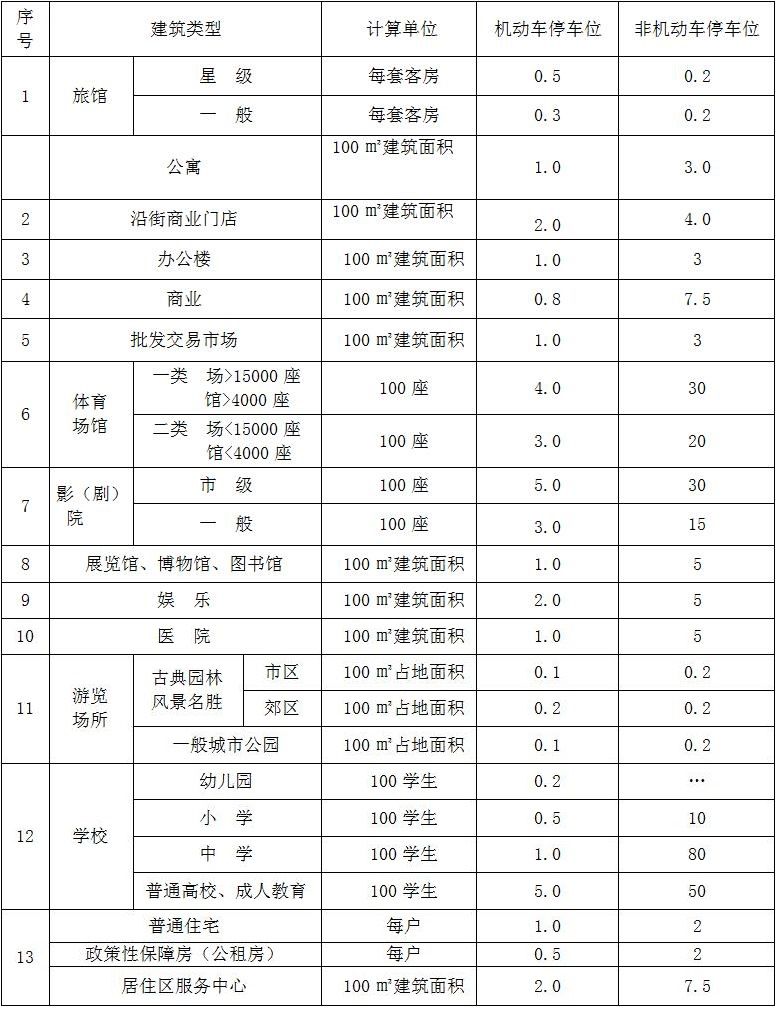 序号 建筑类型 计算单位 机动车停车位 非机动车停车位
1 旅馆 星 级 每套客房 0.5 0.2
一 般 每套客房 0.3 0.2
公寓 100 ㎡建筑面积 1.0 3.0
2 沿街商业门店 100 ㎡建筑面积 2.0 4.0
3 办公楼 100 ㎡建筑面积 1.0 3
4 商业 100 ㎡建筑面积 0.8 7.5
5 批发交易市场 100 ㎡建筑面积 1.0 3
6 体育场馆 一类 场>15000 座 馆>4000 座 100 座 4.0 30
二类 场<15000 座 馆<4000 座 100 座 3.0 20
7 影（剧）院 市 级 100 座 5.0 30
一 般 100 座 3.0 15
8 展览馆、博物馆、图书馆 100 ㎡建筑面积 1.0 5
9 娱 乐 100 ㎡建筑面积 2.0 5
10 医 院 100 ㎡建筑面积 1.0 5
11 游览场所 古典园林风景名胜 市区 100 ㎡占地面积 0.1 0.2
郊区 100 ㎡占地面积 0.2 0.2
一般城市公园 100 ㎡占地面积 0.1 0.2
12 学校 幼儿园 100 学生 0.2 …
小 学 100 学生 0.5 10
中 学 100 学生 1.0 80
普通高校、成人教育 100 学生 5.0 50
13 普通住宅 每户 1.0 2
政策性保障房（公租房） 每户 0.5 2
居住区服务中心 100 ㎡建筑面积 2.0 7.5